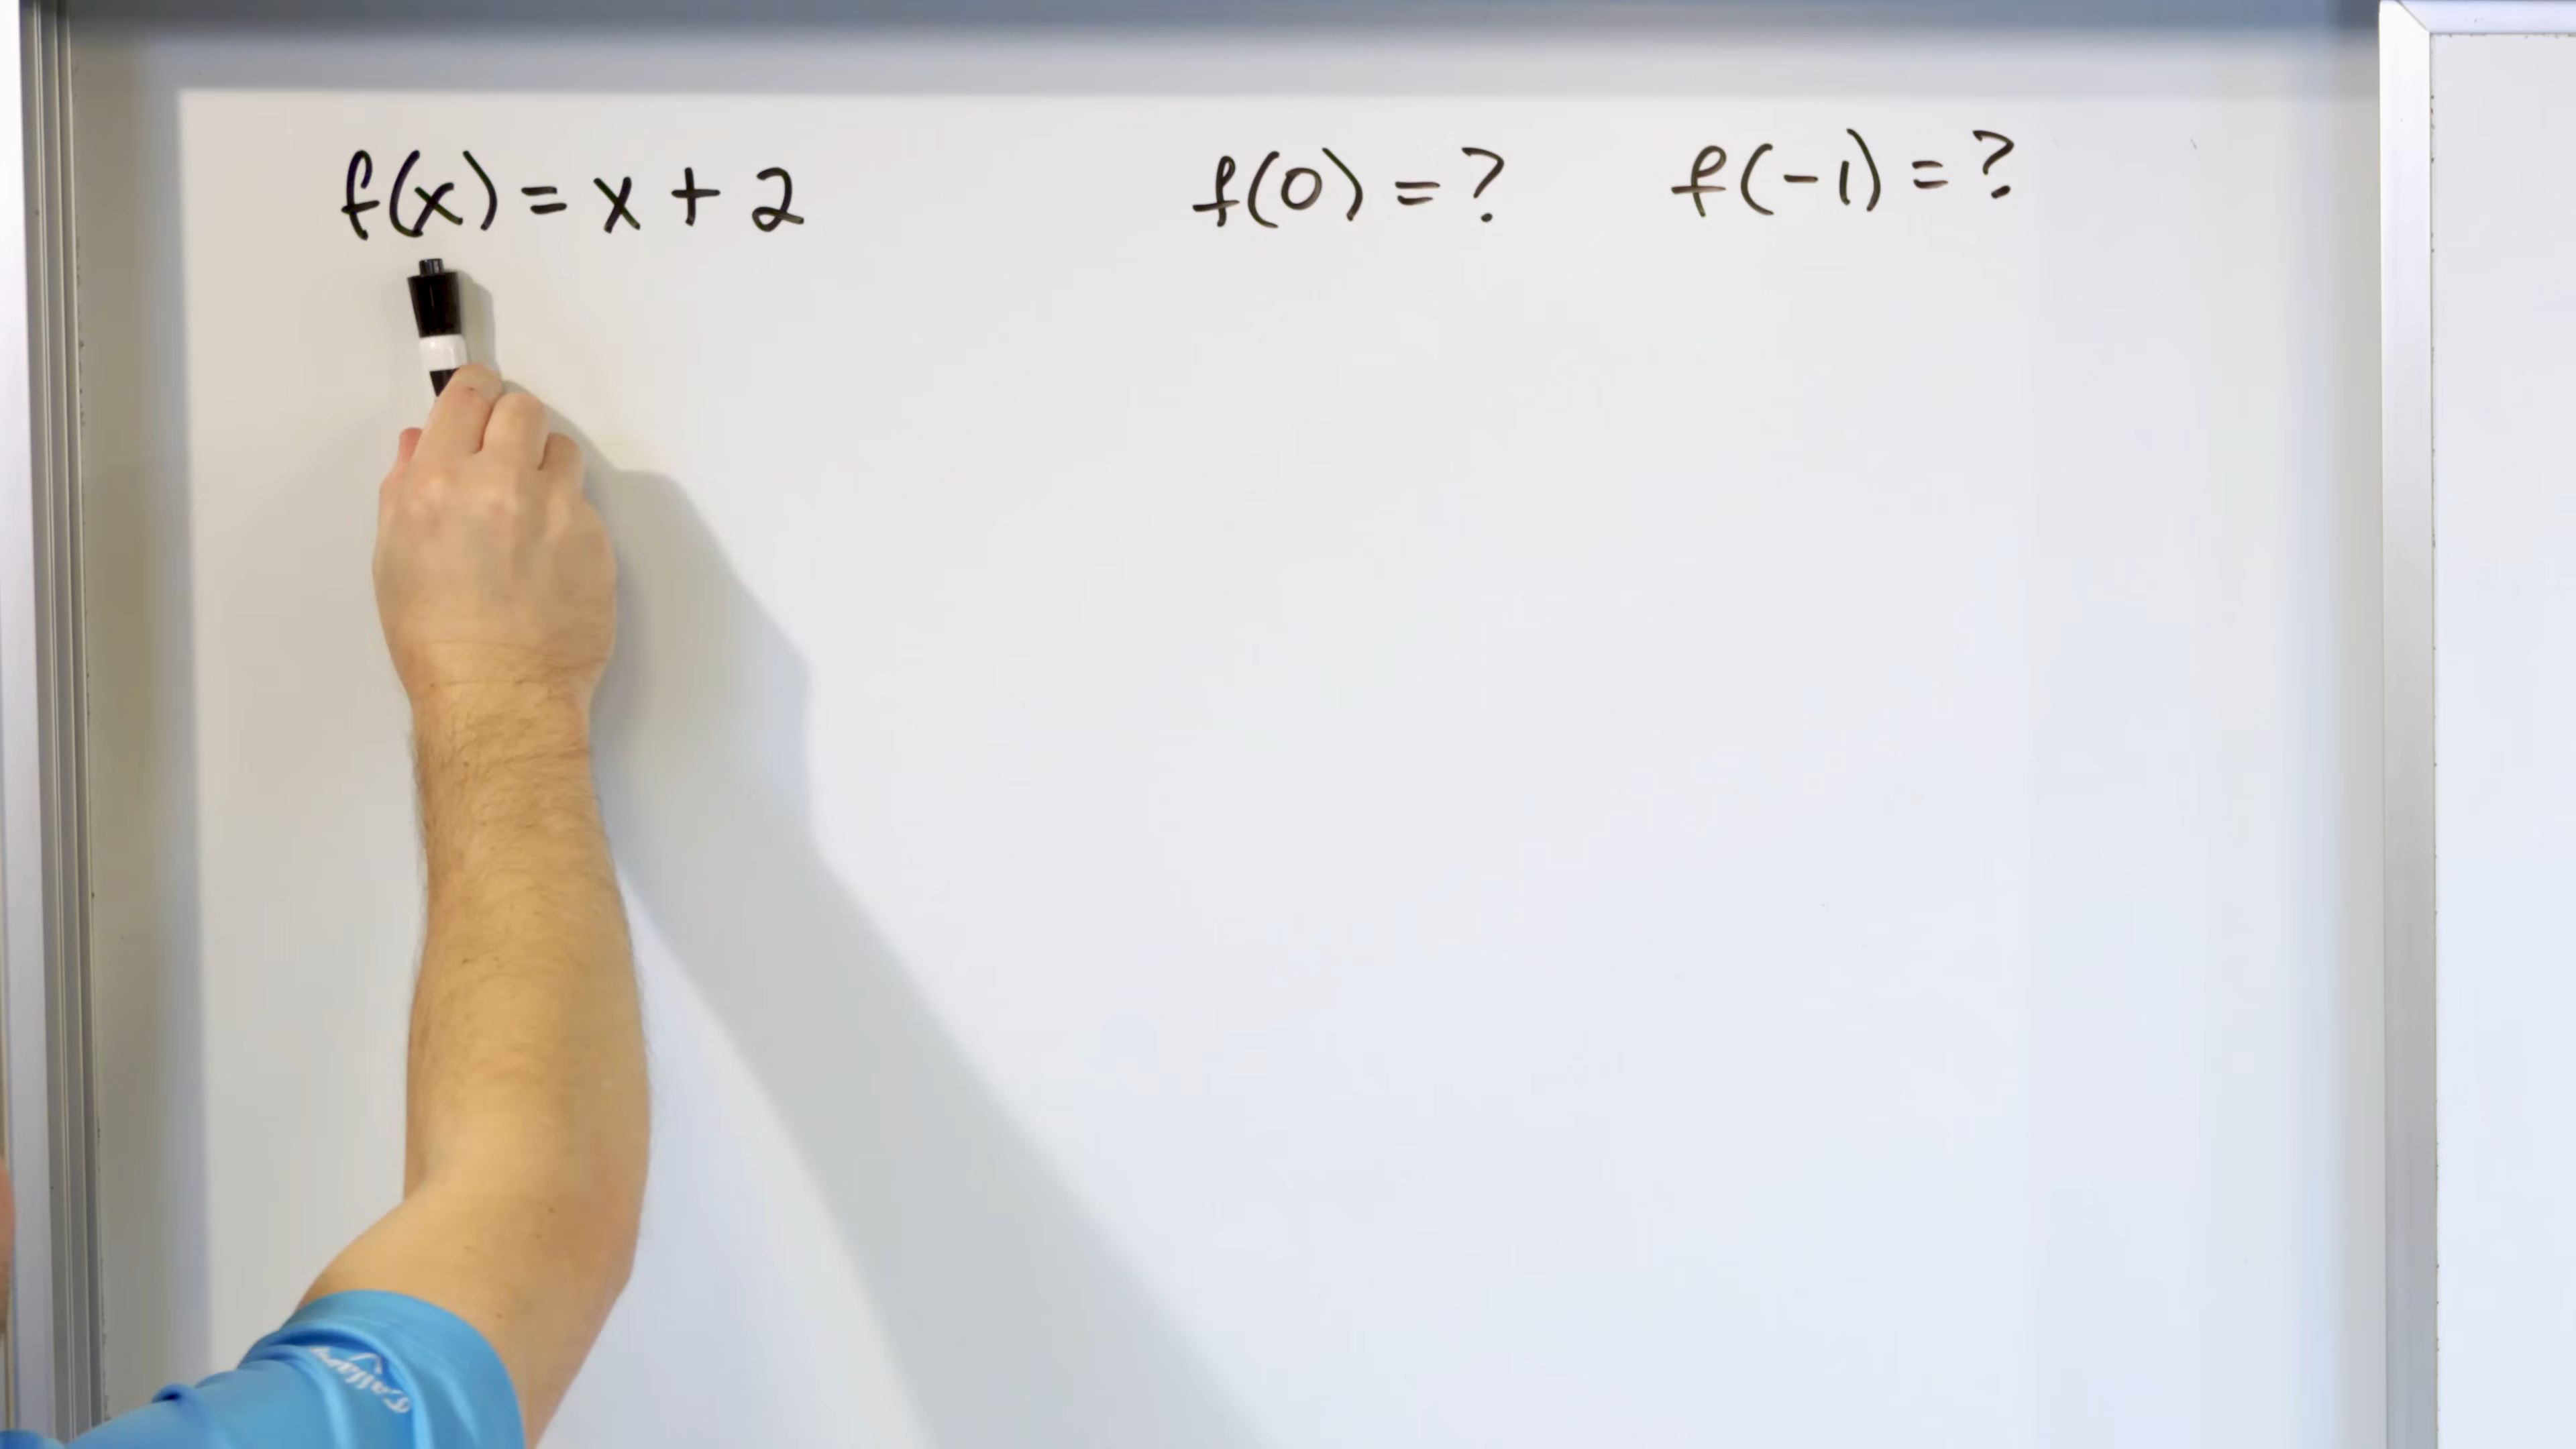 f(x) = x + 2 f(0) = ? f(-1) = ?